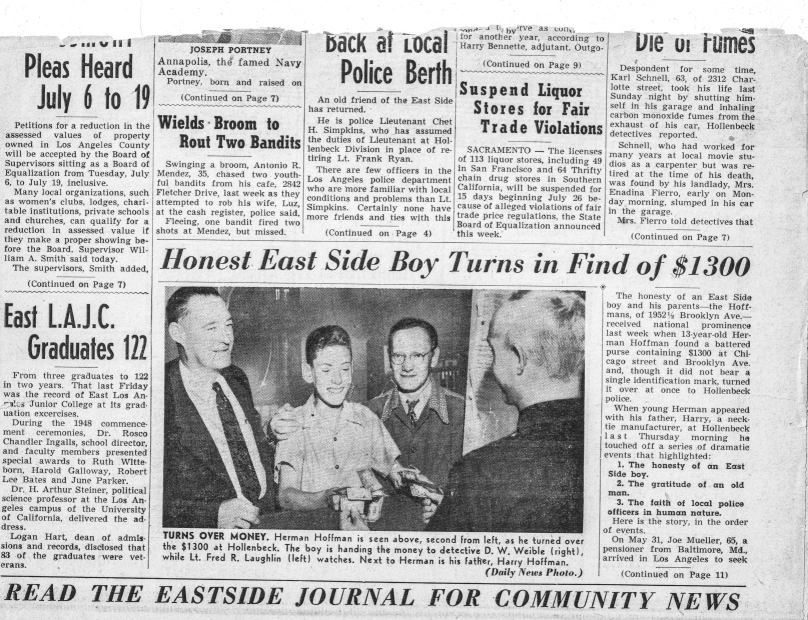 Pleas Heard
July 6 to 19
Petitions for a reduction in the
assessed values of property
owned in Los Angeles County
will be accepted by the Board of
Supervisors sitting as a Board of
Equalization from Tuesday, July
6, to July 19, inclusive.
Many local organizations, such
as women's clubs, lodges, chari-
table institutions, private schools
and churches, can qualify for a
reduction in assessed value if
they make a proper showing be-
fore the Board, Supervisor Wil-
liam A. Smith said today.
The supervisors, Smith added,
(Continued on Page 7)
East L.A.J.C.
Graduates 122
From three graduates to 122
in two years. That last Friday
was the record of East Los An-
geles Junior College at its grad-
uation excercises.
During the 1948 commence-
ment ceremonies, Dr. Rosco
Chandler Ingalls, school director,
and faculty members presented
special awards to Ruth Witte-
born, Harold Galloway, Robert
Lee Bates and June Parker.
Dr. H. Arthur Steiner, political
science professor at the Los An-
geles campus of the University
of California, delivered the ad-
dress.
Logan Hart, dean of admis-
sions and records, disclosed that
83 of the graduates were vet-
erans.
JOSEPH PORTNEY
Annapolis, the famed Navy
Academy.
Portney, born and raised on
(Continued on Page 7)
Wields Broom to
Rout Two Bandits
Swinging a broom, Antonio R.
Mendez, 35, chased two youth-
ful bandits from his cafe, 2842
Fletcher Drive, last week as they
attempted to rob his wife, Luz,
at the cash register, police said.
Fleeing, one bandit fired two
shots at Mendez, but missed.
Back at Local
Police Berth
An old friend of the East Side
has returned.
He is police Lieutenant Chet
H. Simpkins, who has assumed
the duties of Lieutenant at Hol-
lenbeck Division in place of re-
tiring Lt. Frank Ryan.
There are few officers in the
Los Angeles police department
who are more familiar with local
conditions and problems than Lt.
Simpkins. Certainly none have
more friends and ties with this
(Continued on Page 4)
for another year, according to
Harry Bennette, adjutant. Outgo-
(Continued on Page 9)
Suspend Liquor
Stores for Fair
Trade Violations
SACRAMENTO — The licenses
of 113 liquor stores, including 49
in San Francisco and 64 Thrifty
chain drug stores in Southern
California, will be suspended for
15 days beginning July 26 be-
cause of alleged violations of fair
trade price regulations, the State
Board of Equalization announced
this week.
Die of Fumes
Despondent for some time,
Karl Schnell, 63, of 2312 Char-
lotte street, took his life last
Sunday night by shutting him-
self in his garage and inhaling
carbon monoxide fumes from the
exhaust of his car, Hollenbeck
detectives reported.
Schnell, who had worked for
many years at local movie stu-
dios as a carpenter but was re-
tired at the time of his death,
was found by his landlady, Mrs.
Enadina Fierro, early on Mon-
day morning, slumped in his car
in the garage.
Mrs. Fierro told detectives that
(Continued on Page 7)
Honest East Side Boy Turns in Find of $1300
TURNS OVER MONEY. Herman Hoffman is seen above, second from left, as he turned over
the $1300 at Hollenbeck. The boy is handing the money to detective D. W. Weible (right),
while Lt. Fred R. Laughlin (left) watches. Next to Herman is his father, Harry Hoffman.
(Daily News Photo.)
The honesty of an East Side
boy and his parents—the Hoff-
mans, of 1952½ Brooklyn Ave.—
received national prominence
last week when 13-year-old Her-
man Hoffman found a battered
purse containing $1300 at Chi-
cago street and Brooklyn Ave.
and, though it did not bear a
single identification mark, turned
it over at once to Hollenbeck
police.
When young Herman appeared
with his father, Harry, a neck-
tie manufacturer, at Hollenbeck
last Thursday morning he
touched off a series of dramatic
events that highlighted:
1. The honesty of an East
Side boy.
2. The gratitude of an old
man.
3. The faith of local police
officers in human nature.
Here is the story, in the order
of events.
On May 31, Joe Mueller, 65, a
pensioner from Baltimore, Md.,
arrived in Los Angeles to seek
(Continued on Page 11)
READ THE EASTSIDE JOURNAL FOR COMMUNITY NEWS